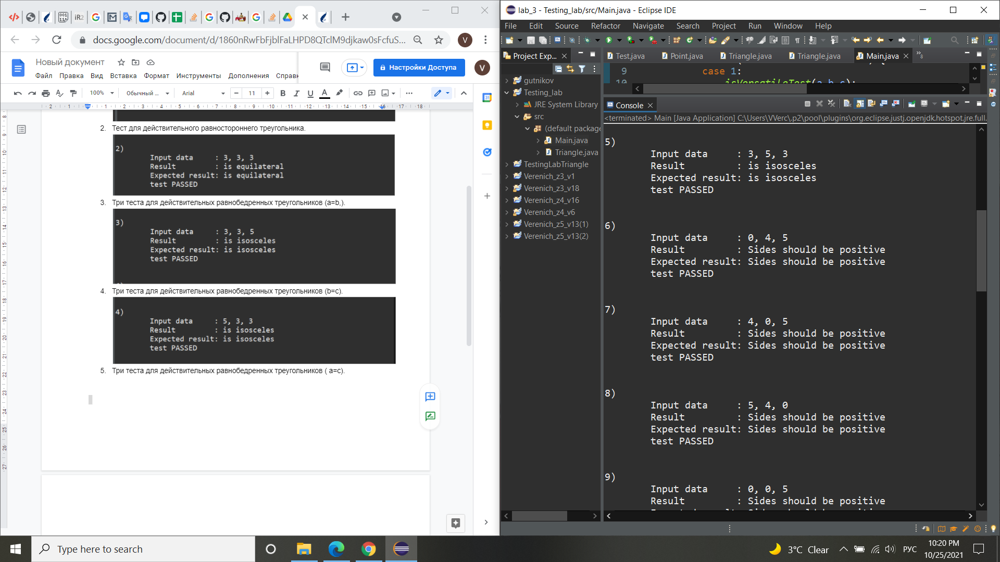 docs.google.com/document/d/1860nRwFbFjblFaLHPD8QTclM9djkaw0sFcfuS...
V
Новый документ
Файл Правка Вид Вставка Формат Инструменты Дополнения Справк
Настройки Доступа
V
100% Обычный ... Arial 11
2. Тест для действительного равностороннего треугольника.
2)
Input data : 3, 3, 3
Result : is equilateral
Expected result: is equilateral
test PASSED
3. Три теста для действительных равнобедренных треугольников (a=b,).
3)
Input data : 3, 3, 5
Result : is isosceles
Expected result: is isosceles
test PASSED
4. Три теста для действительных равнобедренных треугольников (b=c).
4)
Input data : 5, 3, 3
Result : is isosceles
Expected result: is isosceles
test PASSED
5. Три теста для действительных равнобедренных треугольников ( a=c).
lab_3 - Testing_lab/src/Main.java - Eclipse IDE
File Edit Source Refactor Navigate Search Project Run Window Help
Project Exp...
gutnikov
Testing_lab
JRE System Library
src
(default package
Main.java
Triangle.java
TestingLabTriangle
Verenich_z3_v1
Verenich_z3_v18
Verenich_z4_v16
Verenich_z4_v6
Verenich_z5_v13(1)
Verenich_z5_v13(2)
Test.java Point.java Triangle.java Triangle.java Main.java
9 case 1:
10 isVersatileTest(a,b,c);
Console
<terminated> Main [Java Application] C:\Users\VVerc\.p2\pool\plugins\org.eclipse.justj.openjdk.hotspot.jre.full.
5)
Input data : 3, 5, 3
Result : is isosceles
Expected result: is isosceles
test PASSED
6)
Input data : 0, 4, 5
Result : Sides should be positive
Expected result: Sides should be positive
test PASSED
7)
Input data : 4, 0, 5
Result : Sides should be positive
Expected result: Sides should be positive
test PASSED
8)
Input data : 5, 4, 0
Result : Sides should be positive
Expected result: Sides should be positive
test PASSED
9)
Input data : 0, 0, 5
Result : Sides should be positive
Type here to search
3°C Clear
РУС
10:20 PM
10/25/2021